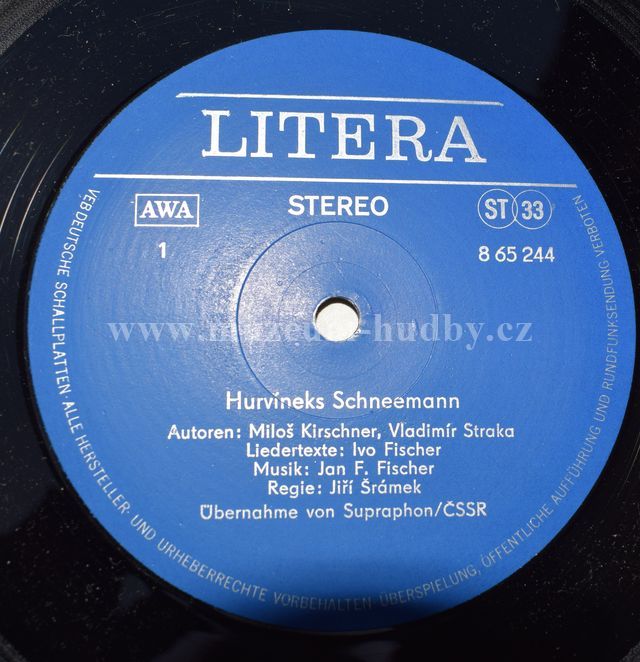 LITERA
AWA
STEREO
ST 33
1
8 65 244
Hurvíneks Schneemann
Autoren: Miloš Kirschner, Vladimír Straka
Liedertexte: Ivo Fischer
Musik: Jan F. Fischer
Regie: Jiří Šrámek
Übernahme von Supraphon/ČSSR
VEB DEUTSCHE SCHALLPLATTEN · ALLE HERSTELLER- UND URHEBERRECHTE VORBEHALTEN · ÜBERSPIELUNG, ÖFFENTLICHE AUFFÜHRUNG UND RUNDFUNKSENDUNG VERBOTEN